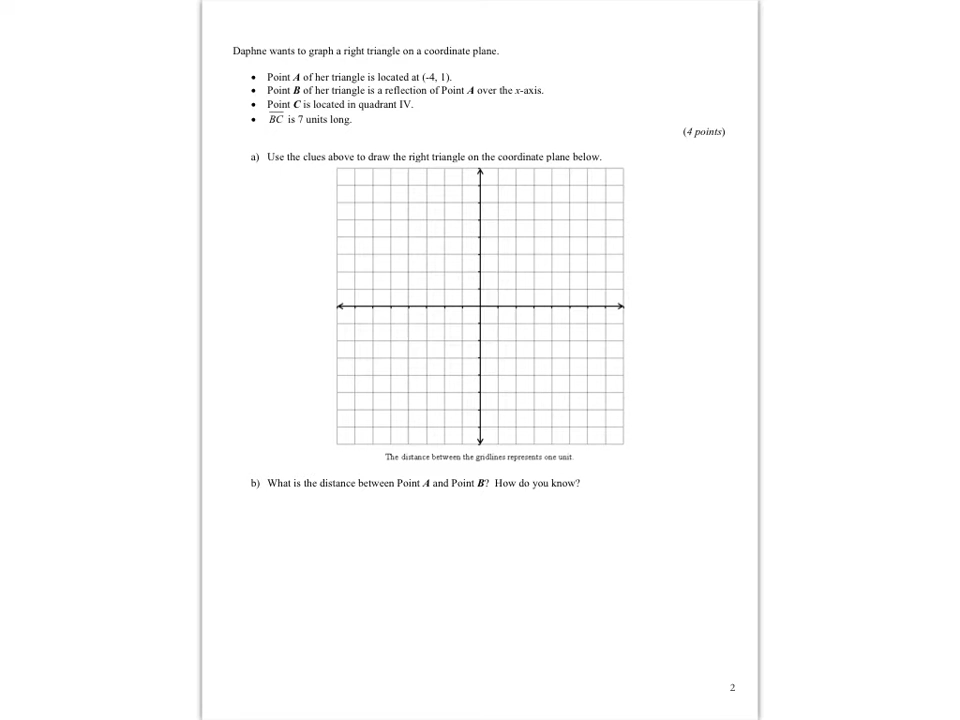 Daphne wants to graph a right triangle on a coordinate plane.
• Point A of her triangle is located at (-4, 1).
• Point B of her triangle is a reflection of Point A over the x-axis.
• Point C is located in quadrant IV.
• BC is 7 units long.
(4 points)
a) Use the clues above to draw the right triangle on the coordinate plane below.
The distance between the gridlines represents one unit.
b) What is the distance between Point A and Point B? How do you know?
2